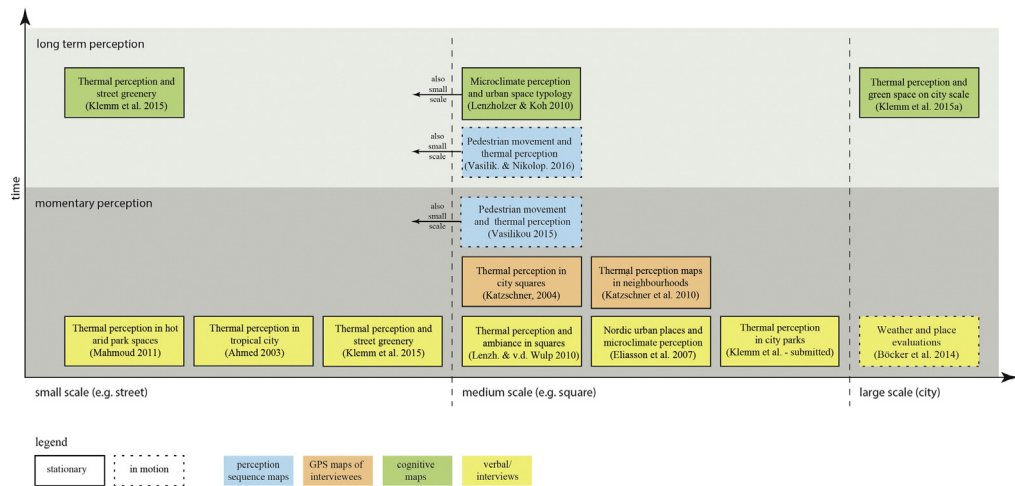 long term perception
Thermal perception and
street greenery
(Klemm et al. 2015)
also
small
scale
Microclimate perception
and urban space typology
(Lenzholzer & Koh 2010)
Thermal perception and
green space on city scale
(Klemm et al. 2015a)
also
small
scale
Pedestrian movement and
thermal perception
(Vasilik. & Nikolop. 2016)
time
momentary perception
also
small
scale
Pedestrian movement
and thermal perception
(Vasilikou 2015)
Thermal perception in
city squares
(Katzschner, 2004)
Thermal perception maps
in neighbourhoods
(Katzschner et al. 2010)
Thermal perception in hot
arid park spaces
(Mahmoud 2011)
Thermal perception in
tropical city
(Ahmed 2003)
Thermal perception and
street greenery
(Klemm et al. 2015)
Thermal perception and
ambiance in squares
(Lenzh. & v.d. Wulp 2010)
Nordic urban places and
microclimate perception
(Eliasson et al. 2007)
Thermal perception
in city parks
(Klemm et al. - submitted)
Weather and place
evaluations
(Böcker et al. 2014)
small scale (e.g. street)
medium scale (e.g. square)
large scale (city)
legend
stationary
in motion
perception
sequence maps
GPS maps of
interviewees
cognitive
maps
verbal/
interviews